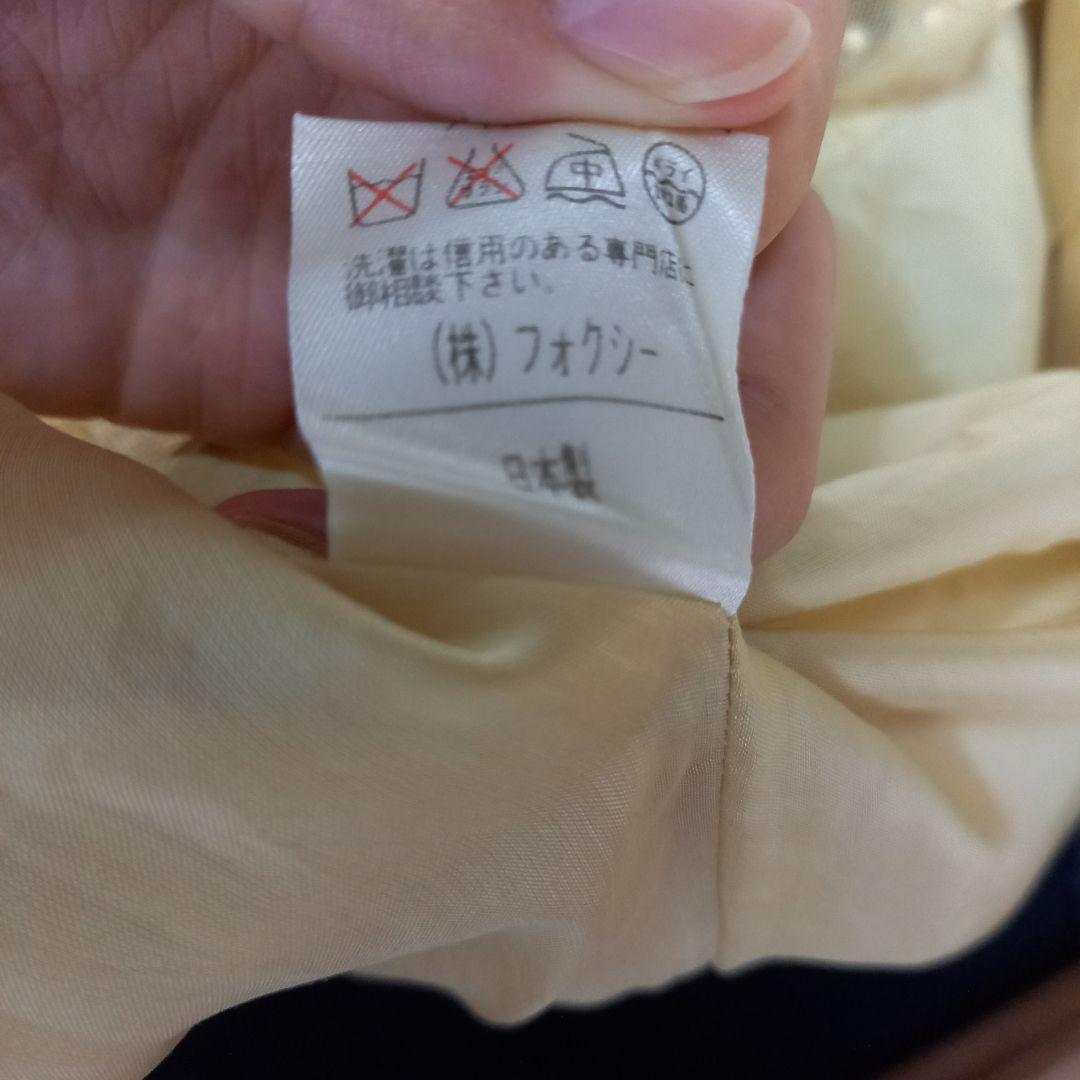 中
洗濯は信用のある専門店に
御相談下さい。
(株) フォクシー
日本製